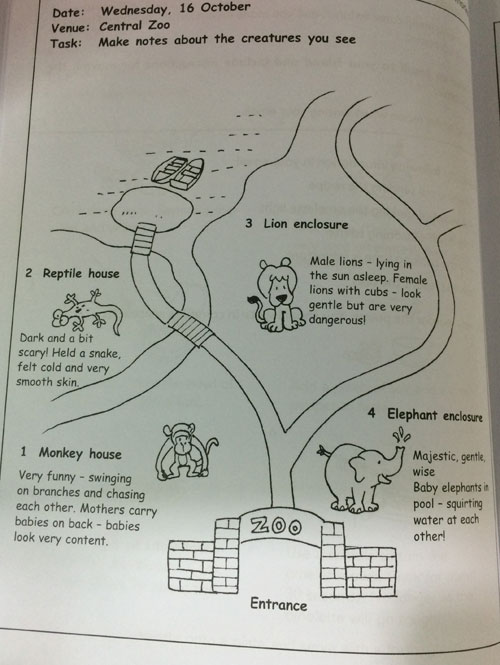 Date: Wednesday, 16 October
Venue: Central Zoo
Task: Make notes about the creatures you see
3 Lion enclosure
Male lions – lying in
the sun asleep. Female
lions with cubs – look
gentle but are very
dangerous!
2 Reptile house
Dark and a bit
scary! Held a snake,
felt cold and very
smooth skin.
4 Elephant enclosure
Majestic, gentle,
wise
Baby elephants in
pool – squirting
water at each
other!
1 Monkey house
Very funny – swinging
on branches and chasing
each other. Mothers carry
babies on back – babies
look very content.
ZOO
Entrance